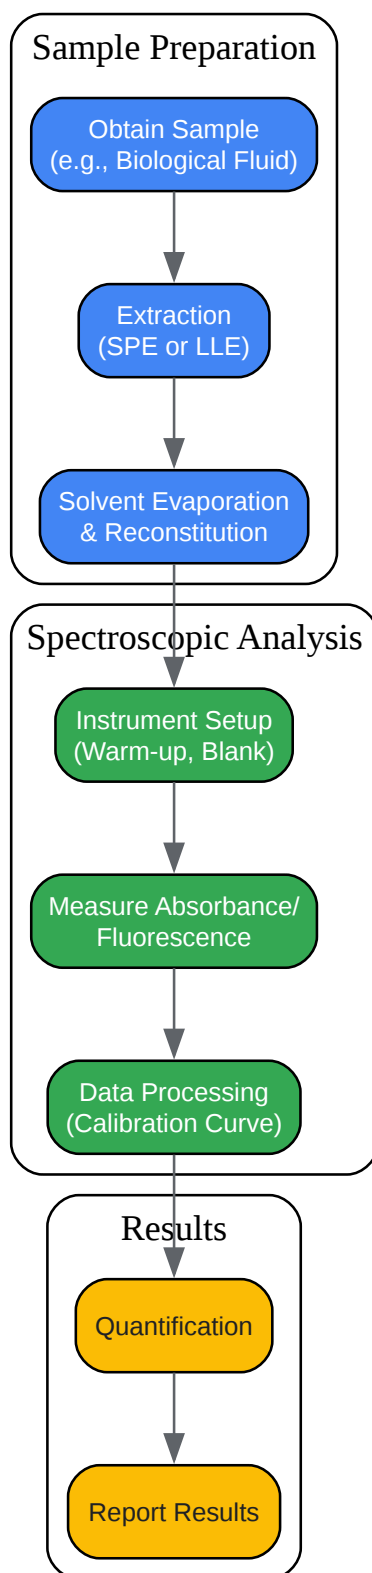 Sample Preparation
Obtain Sample
(e.g., Biological Fluid)
Extraction
(SPE or LLE)
Solvent Evaporation
& Reconstitution
Spectroscopic Analysis
Instrument Setup
(Warm-up, Blank)
Measure Absorbance/
Fluorescence
Data Processing
(Calibration Curve)
Results
Quantification
Report Results